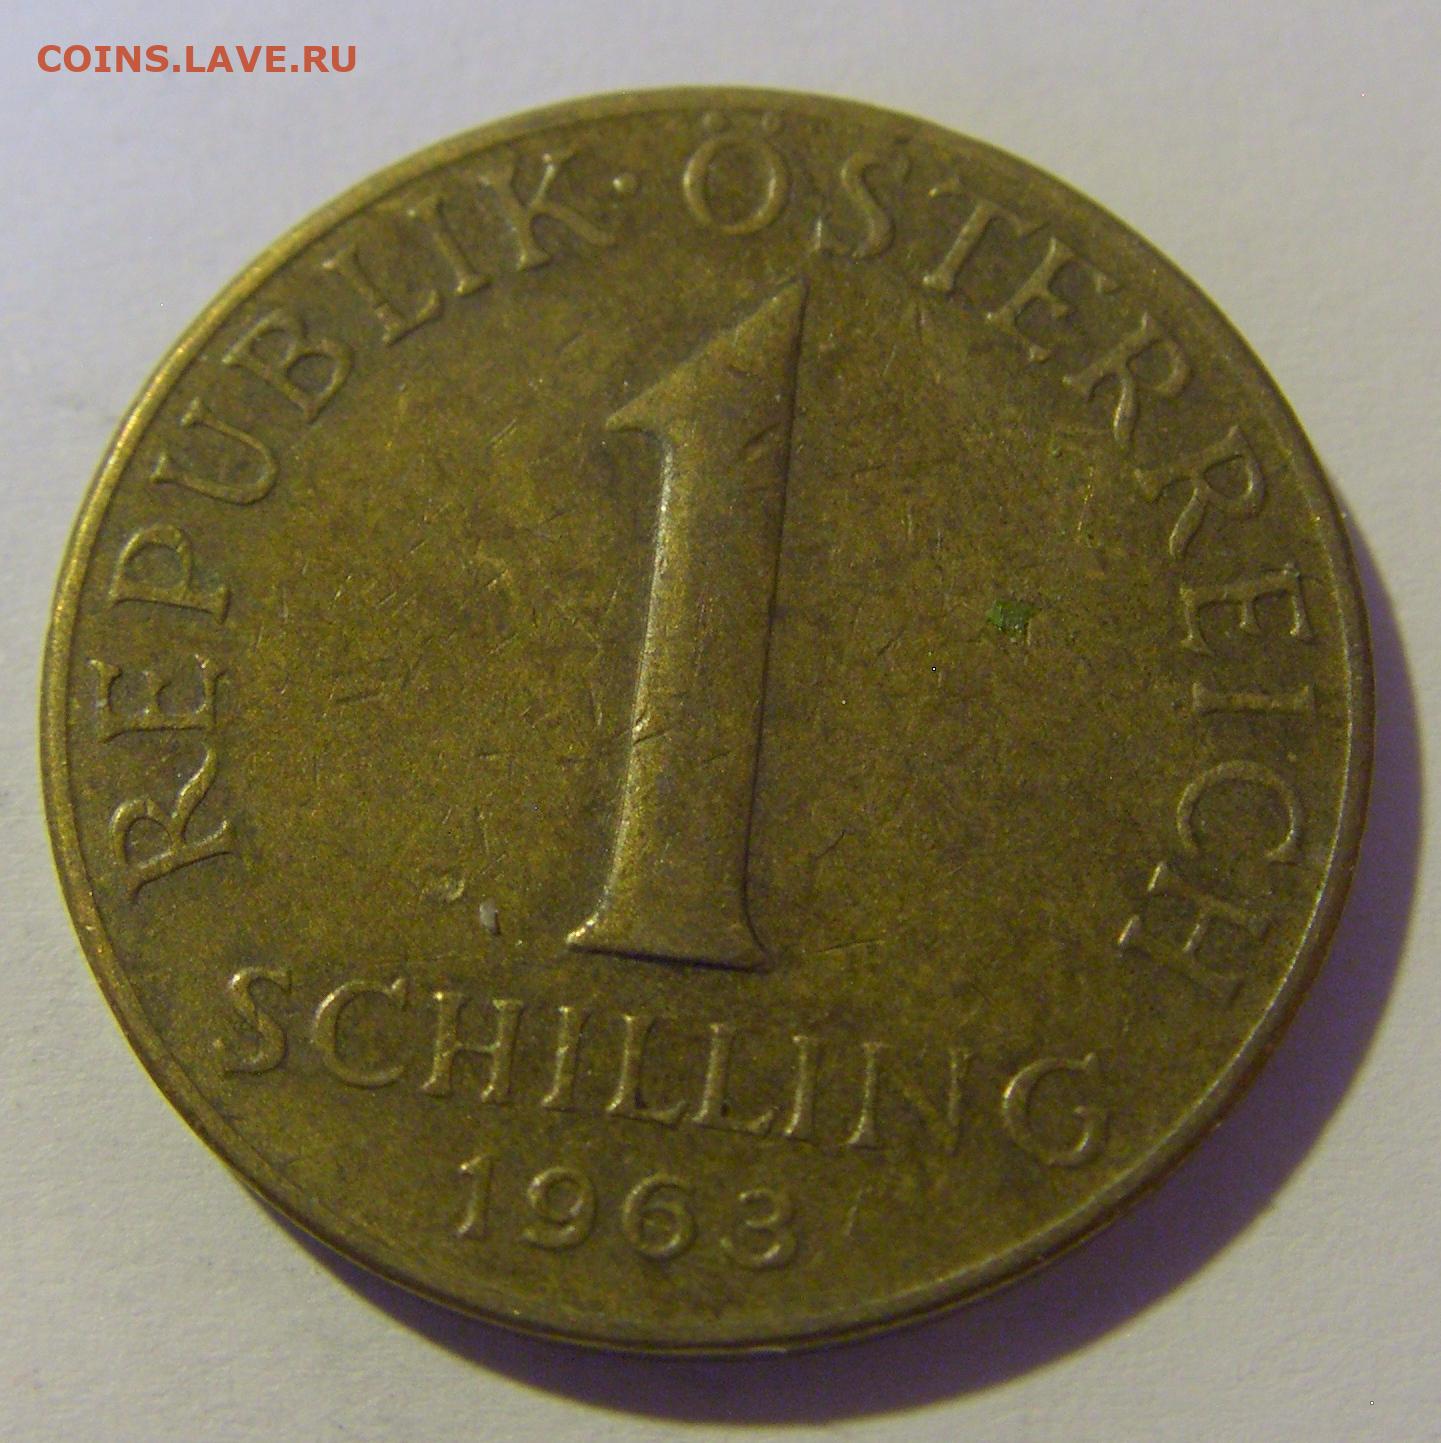 COINS.LAVE.RU
REPUBLIK · ÖSTERREICH
1
SCHILLING
1963